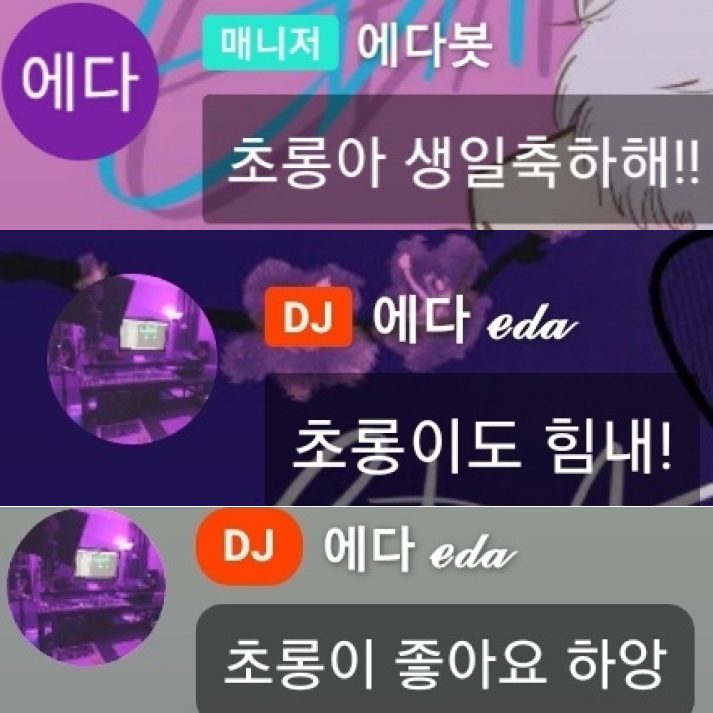 에다
매니저 에다봇
초롱아 생일축하해!!
DJ 에다 eda
초롱이도 힘내!
DJ 에다 eda
초롱이 좋아요 하앙